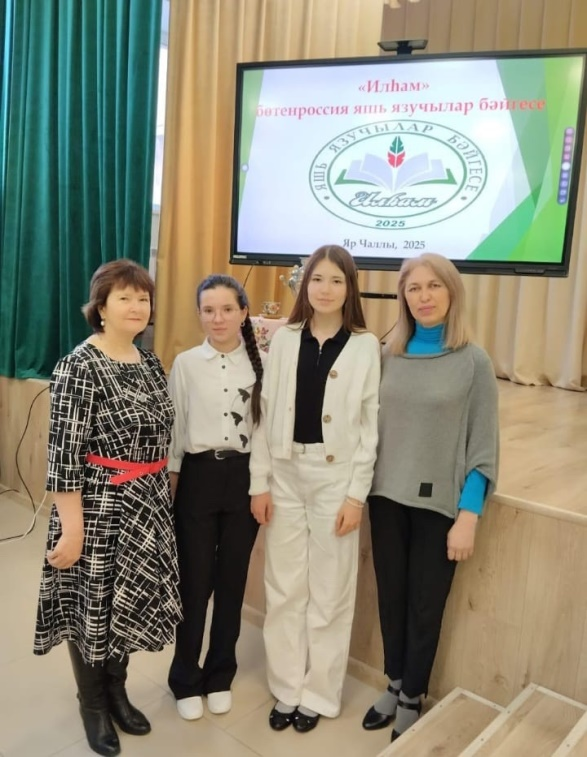 «Илһам»
бөтенроссия яшь язучылар бәйгесе
ЯШЬ ЯЗУЧЫЛАР БӘЙГЕСЕ
Илһам
2025
Яр Чаллы, 2025